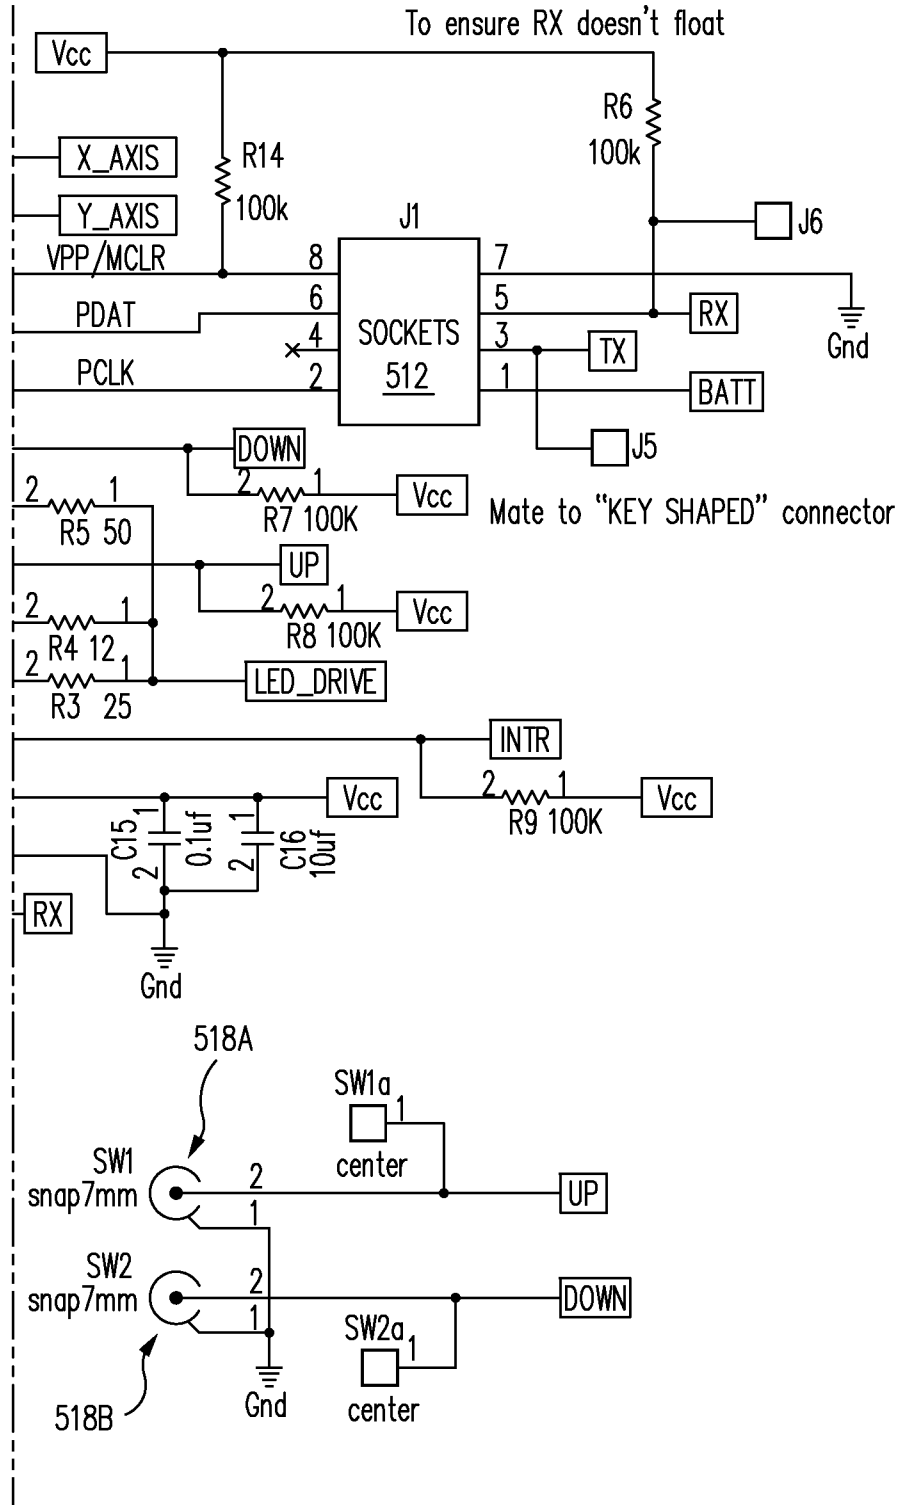 To ensure RX doesn't float
Vcc
R6
100k
X_AXIS
R14
100k
Y_AXIS
J1
J6
VPP/MCLR
8
7
PDAT
6
5
RX
SOCKETS
4
3
TX
Gnd
PCLK
2
512
1
BATT
DOWN
J5
2
1
Vcc
R7 100K
Mate to "KEY SHAPED" connector
2
1
R5 50
UP
2
1
Vcc
R8 100K
2
1
R4 12
2
1
R3 25
LED_DRIVE
INTR
2
1
Vcc
R9 100K
Vcc
C15
1
2
0.1uf
1
2
C16
10uf
RX
Gnd
518A
SW1a
1
center
SW1
snap7mm
2
1
UP
SW2
snap7mm
2
1
DOWN
SW2a
1
center
Gnd
518B